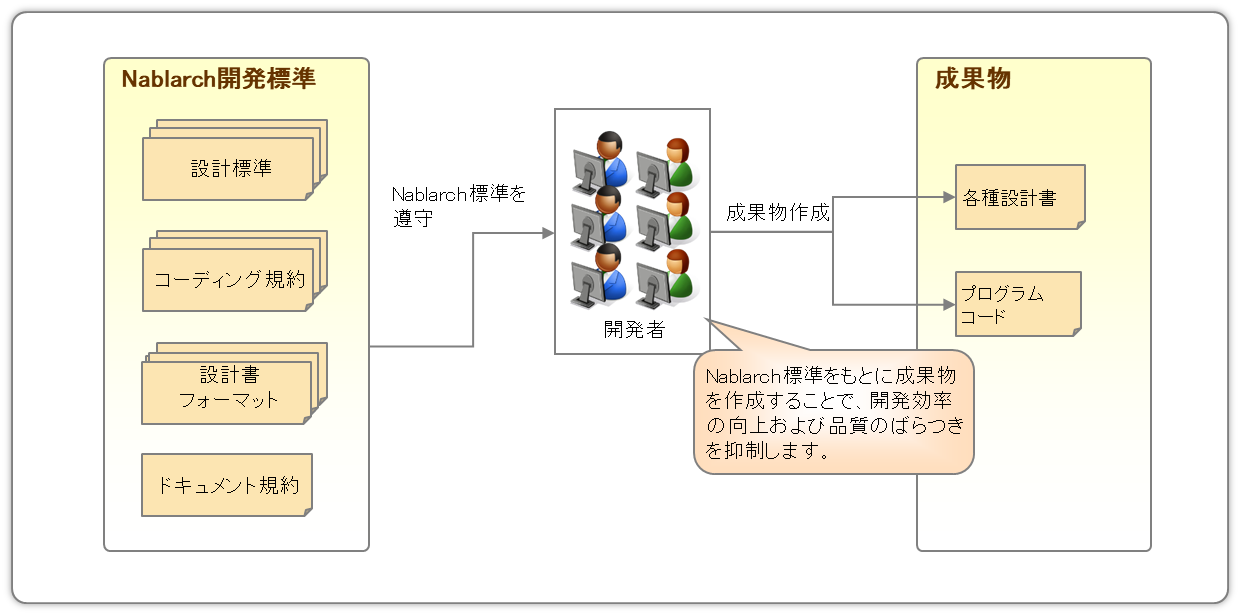 Nablarch開発標準
設計標準
コーディング規約
設計書
フォーマット
ドキュメント規約
Nablarch標準を
遵守
開発者
成果物作成
Nablarch標準をもとに成果物
を作成することで、開発効率
の向上および品質のばらつき
を抑制します。
成果物
各種設計書
プログラム
コード